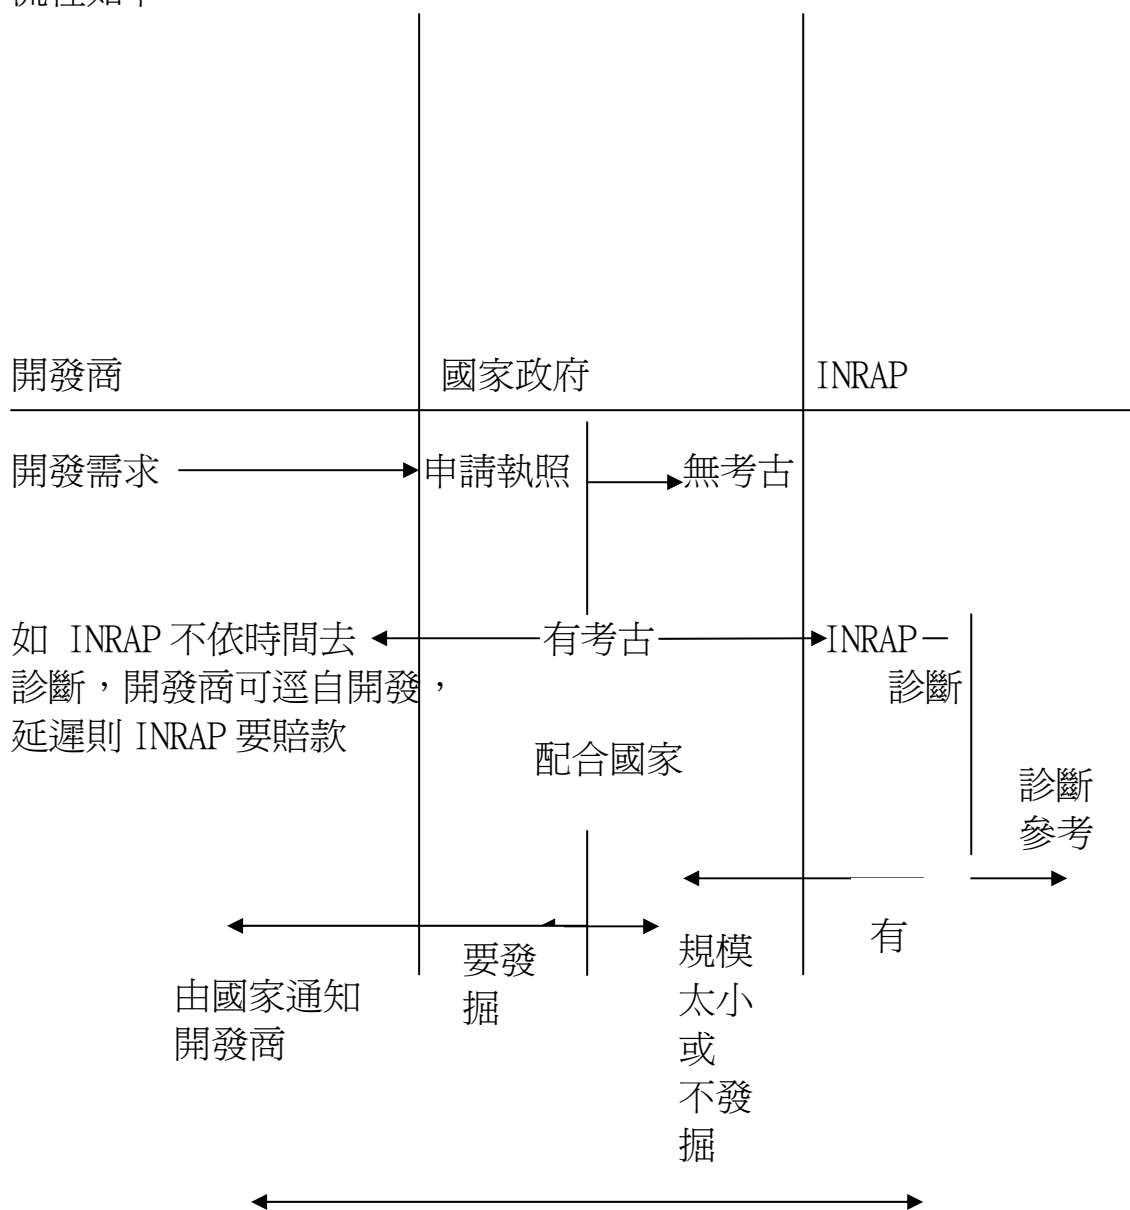 開發商 國家政府 INRAP
開發需求 申請執照 無考古
如 INRAP 不依時間去 有考古 INRAP－
診斷，開發商可逕自開發， 診斷
延遲則 INRAP 要賠款
配合國家
診斷
參考
有
要發
掘
規模
太小
或
不發
掘
由國家通知
開發商